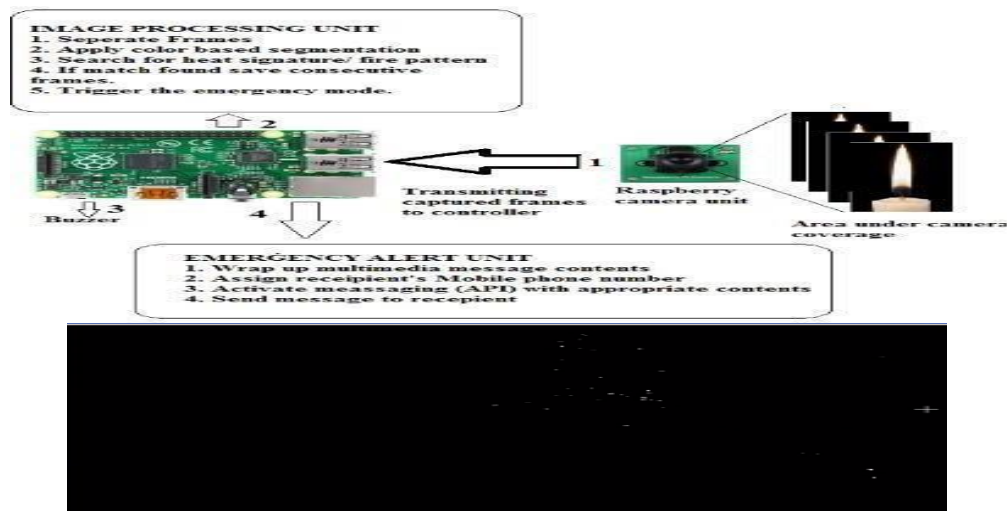 IMAGE PROCESSING UNIT
1. Seperate Frames
2. Apply color based segmentation
3. Search for heat signature/ fire pattern
4. If match found save consecutive
frames.
5. Trigger the emergency mode.
2
1
Transmitting
captured frames
to controller
Raspberry
camera unit
Area under camera
coverage
3
Buzzer
4
EMERGENCY ALERT UNIT
1. Wrap up multimedia message contents
2. Assign receipient's Mobile phone number
3. Activate meassaging (API) with appropriate contents
4. Send message to recepient